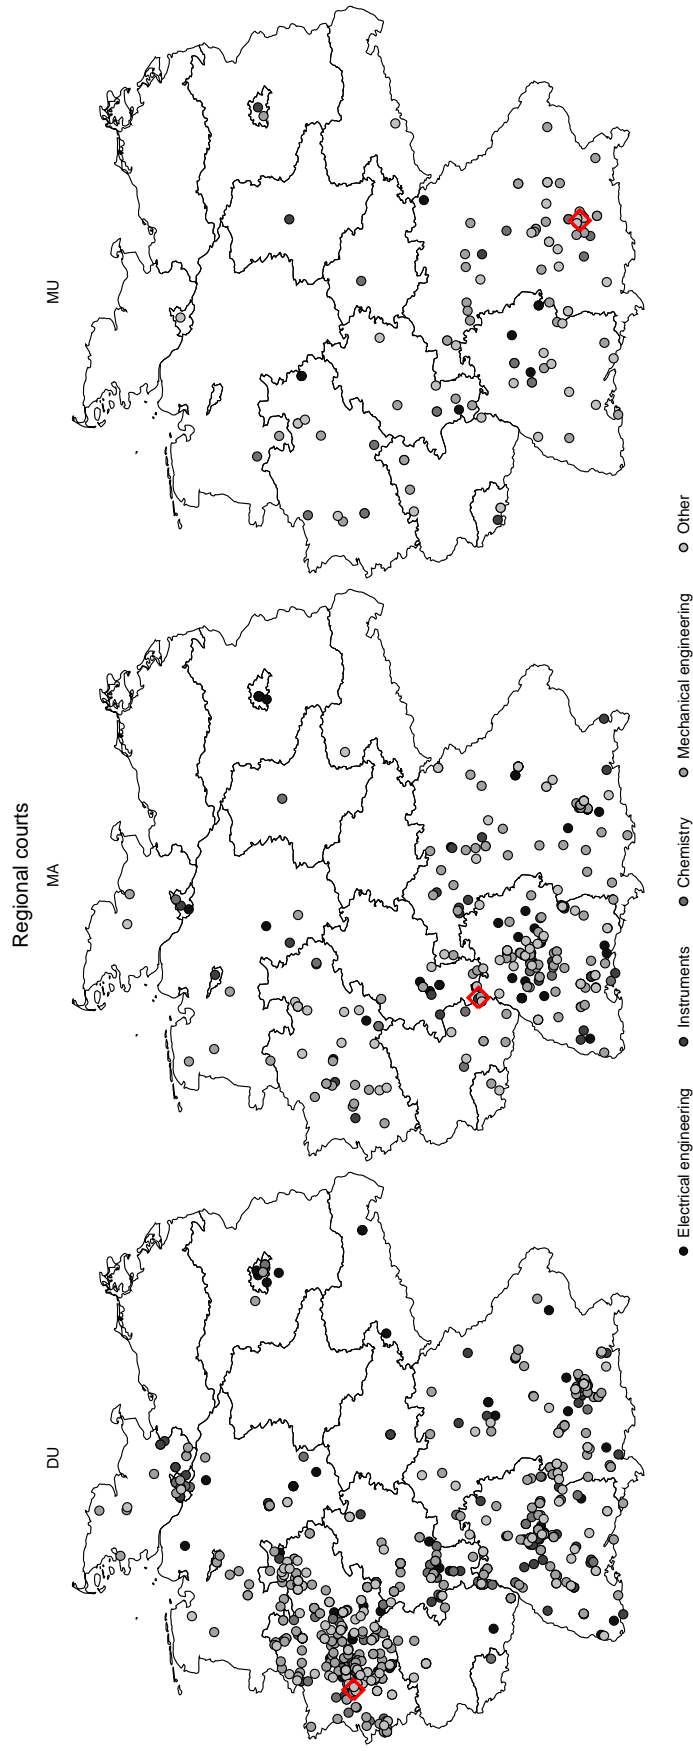 Regional courts
DU
MA
MU
Electrical engineering
Instruments
Chemistry
Mechanical engineering
Other